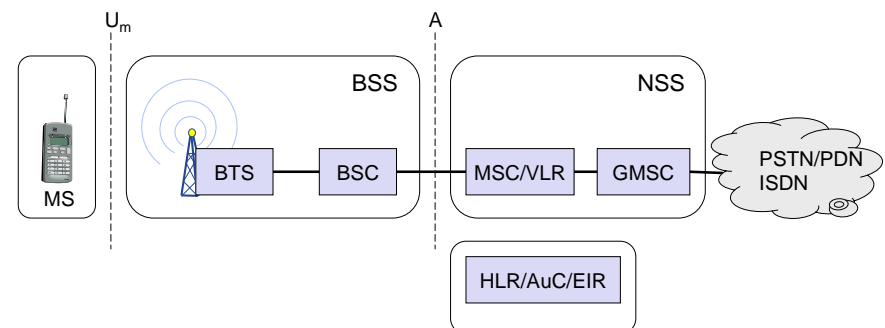 Um
A
BSS
NSS
MS
BTS
BSC
MSC/VLR
GMSC
PSTN/PDN
ISDN
HLR/AuC/EIR